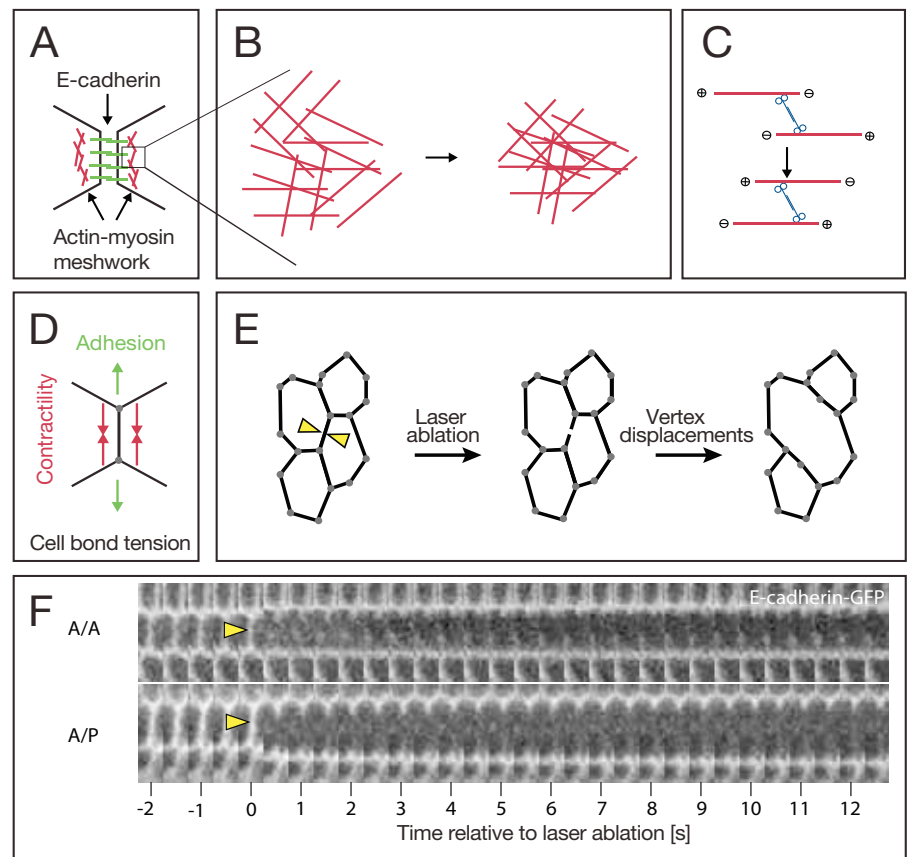 A
E-cadherin
Actin-myosin
meshwork
B
C
⊕
⊖
⊖
⊕
⊕
⊖
⊖
⊕
D
Adhesion
Contractility
Cell bond tension
E
Laser
ablation
Vertex
displacements
F
E-cadherin-GFP
A/A
A/P
-2 -1 0 1 2 3 4 5 6 7 8 9 10 11 12
Time relative to laser ablation [s]